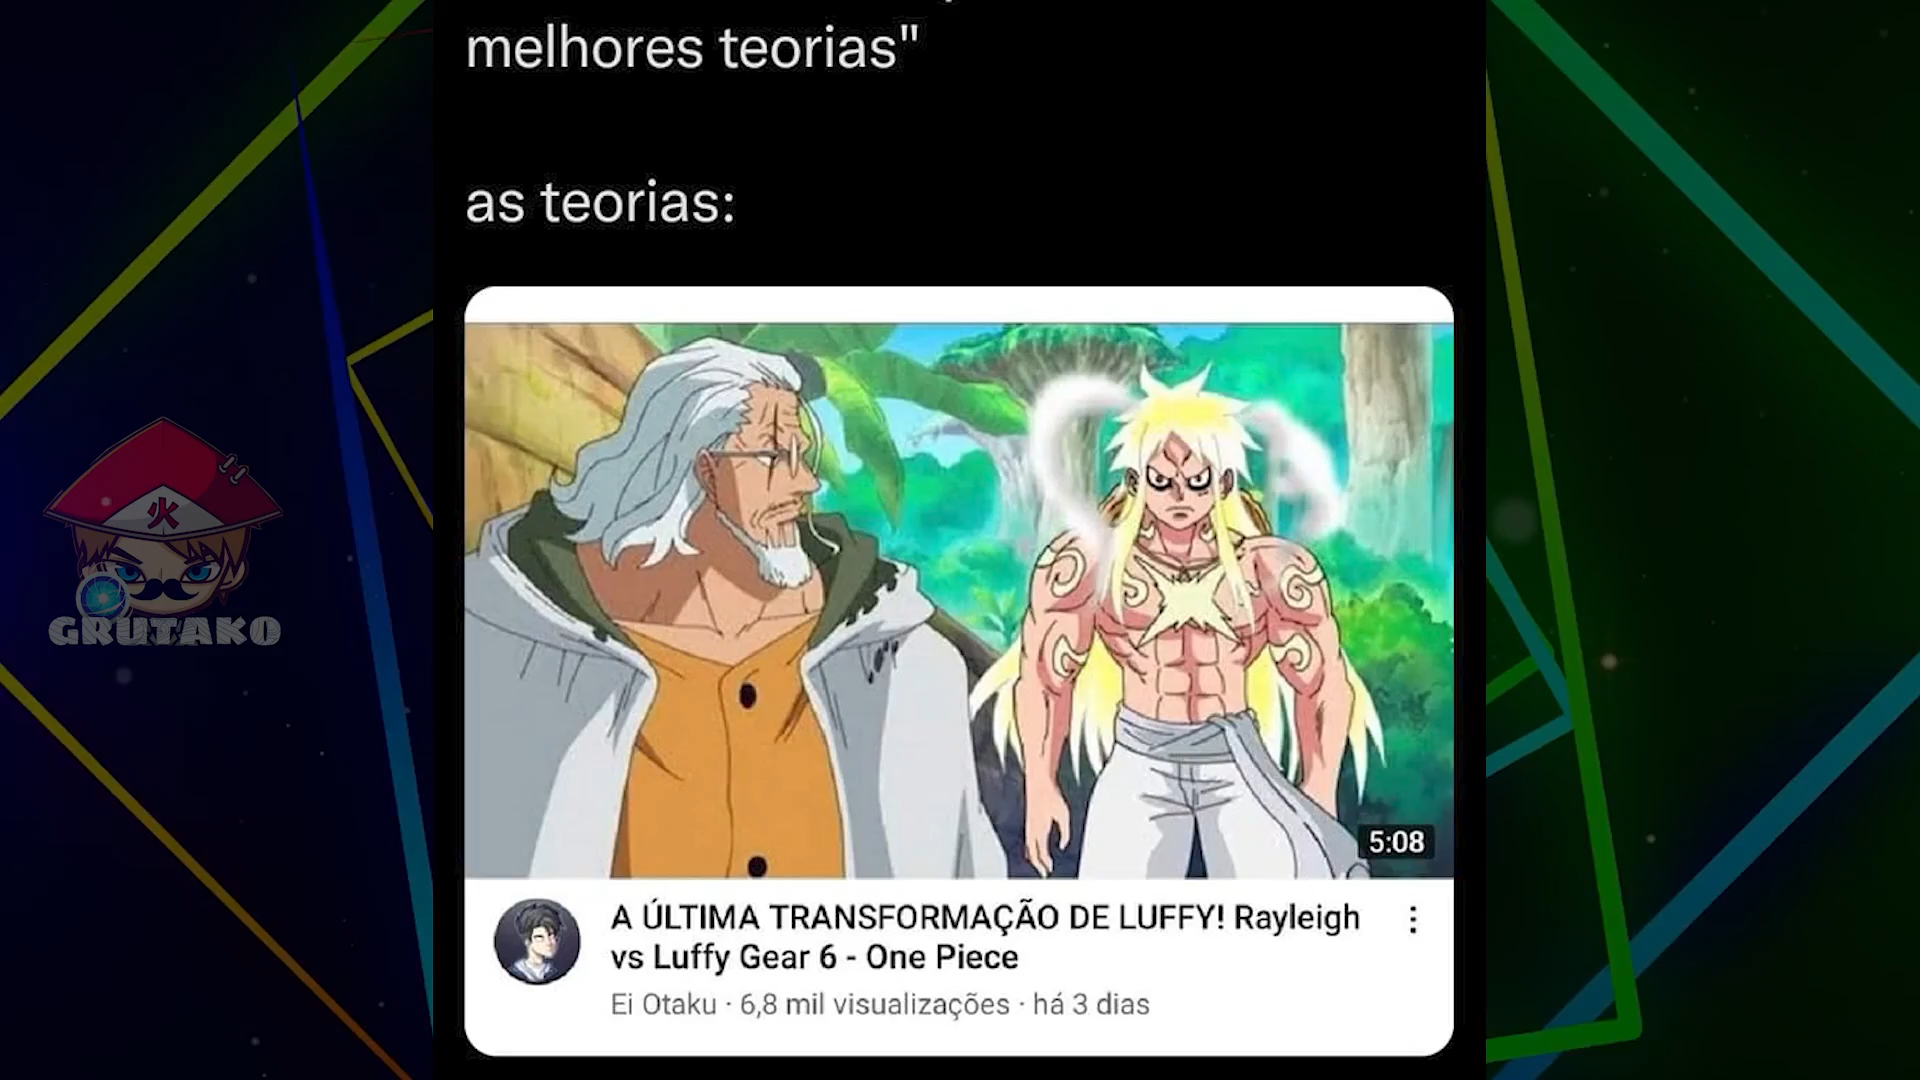 melhores teorias"
as teorias:
火
GRUTAKO
5:08
A ÚLTIMA TRANSFORMAÇÃO DE LUFFY! Rayleigh
vs Luffy Gear 6 - One Piece
Ei Otaku · 6,8 mil visualizações · há 3 dias